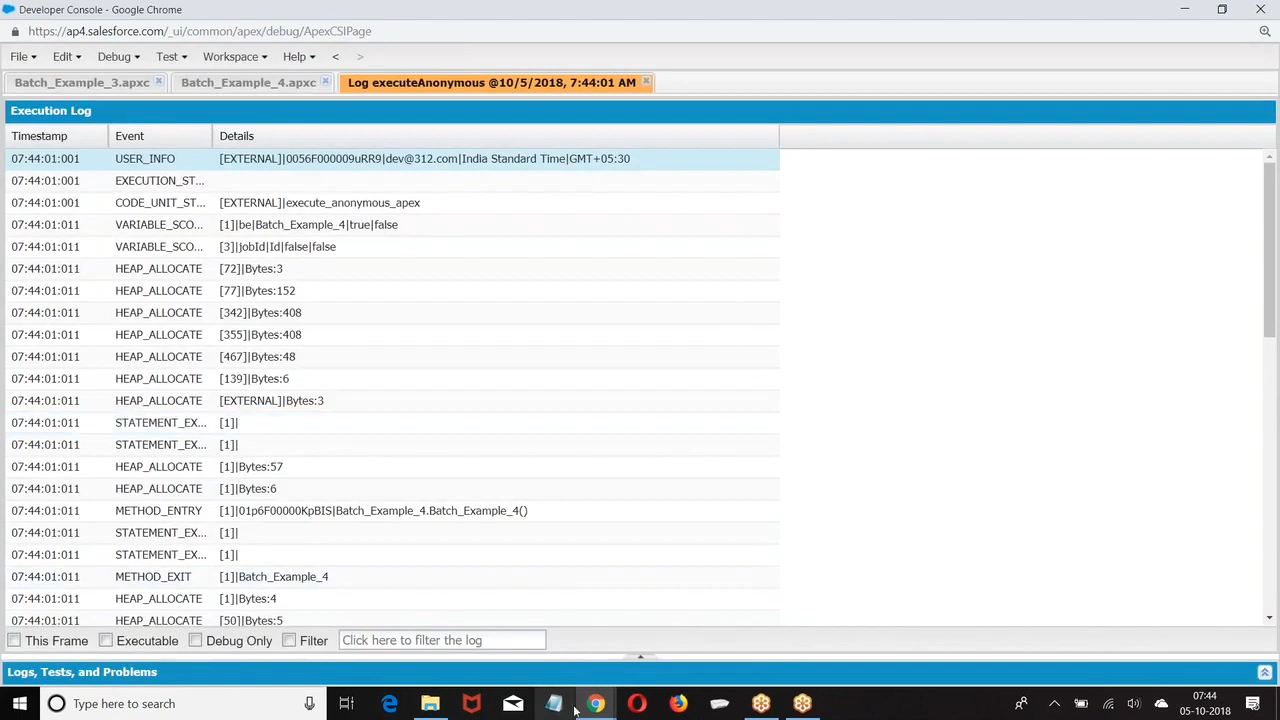 Developer Console - Google Chrome
https://ap4.salesforce.com/_ui/common/apex/debug/ApexCSIPage
File Edit Debug Test Workspace Help < >
Batch_Example_3.apxc Batch_Example_4.apxc Log executeAnonymous @10/5/2018, 7:44:01 AM
Execution Log
Timestamp Event Details
07:44:01:001 USER_INFO [EXTERNAL]|0056F000009uRR9|dev@312.com|India Standard Time|GMT+05:30
07:44:01:001 EXECUTION_ST...
07:44:01:001 CODE_UNIT_ST... [EXTERNAL]|execute_anonymous_apex
07:44:01:011 VARIABLE_SCO... [1]|be|Batch_Example_4|true|false
07:44:01:011 VARIABLE_SCO... [3]|jobId|Id|false|false
07:44:01:011 HEAP_ALLOCATE [72]|Bytes:3
07:44:01:011 HEAP_ALLOCATE [77]|Bytes:152
07:44:01:011 HEAP_ALLOCATE [342]|Bytes:408
07:44:01:011 HEAP_ALLOCATE [355]|Bytes:408
07:44:01:011 HEAP_ALLOCATE [467]|Bytes:48
07:44:01:011 HEAP_ALLOCATE [139]|Bytes:6
07:44:01:011 HEAP_ALLOCATE [EXTERNAL]|Bytes:3
07:44:01:011 STATEMENT_EX... [1]|
07:44:01:011 STATEMENT_EX... [1]|
07:44:01:011 HEAP_ALLOCATE [1]|Bytes:57
07:44:01:011 HEAP_ALLOCATE [1]|Bytes:6
07:44:01:011 METHOD_ENTRY [1]|01p6F00000KpBIS|Batch_Example_4.Batch_Example_4()
07:44:01:011 STATEMENT_EX... [1]|
07:44:01:011 STATEMENT_EX... [1]|
07:44:01:011 METHOD_EXIT [1]|Batch_Example_4
07:44:01:011 HEAP_ALLOCATE [1]|Bytes:4
07:44:01:011 HEAP_ALLOCATE [50]|Bytes:5
This Frame Executable Debug Only Filter Click here to filter the log
Logs, Tests, and Problems
Type here to search
07:44
05-10-2018